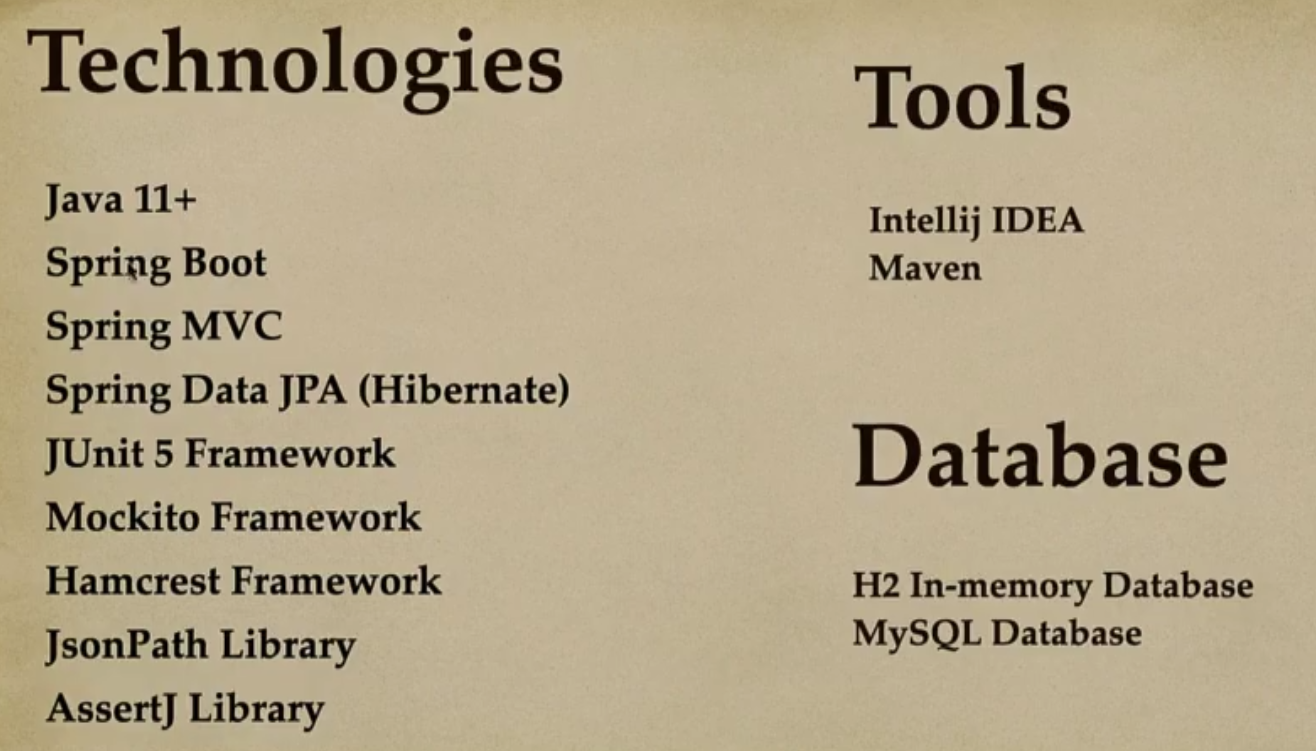 Technologies
Java 11+
Spring Boot
Spring MVC
Spring Data JPA (Hibernate)
JUnit 5 Framework
Mockito Framework
Hamcrest Framework
JsonPath Library
AssertJ Library
Tools
Intellij IDEA
Maven
Database
H2 In-memory Database
MySQL Database